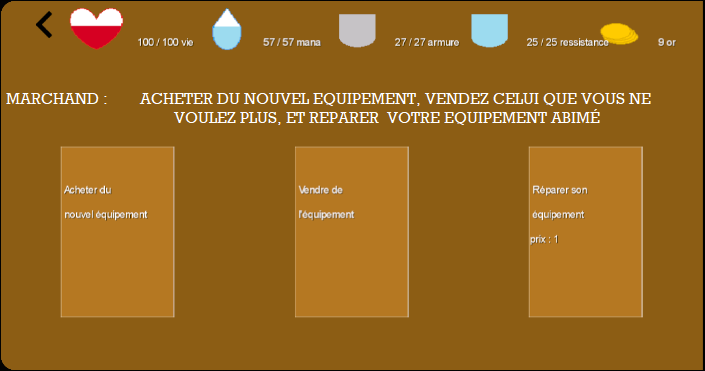 100 / 100 vie 57 / 57 mana 27 / 27 armure 25 / 25 ressistance 9 or
MARCHAND : ACHETER DU NOUVEL EQUIPEMENT, VENDEZ CELUI QUE VOUS NE
VOULEZ PLUS, ET REPARER VOTRE EQUIPEMENT ABIMÉ
Acheter du
nouvel équipement
Vendre de
l'équipement
Réparer son
équipement
prix : 1